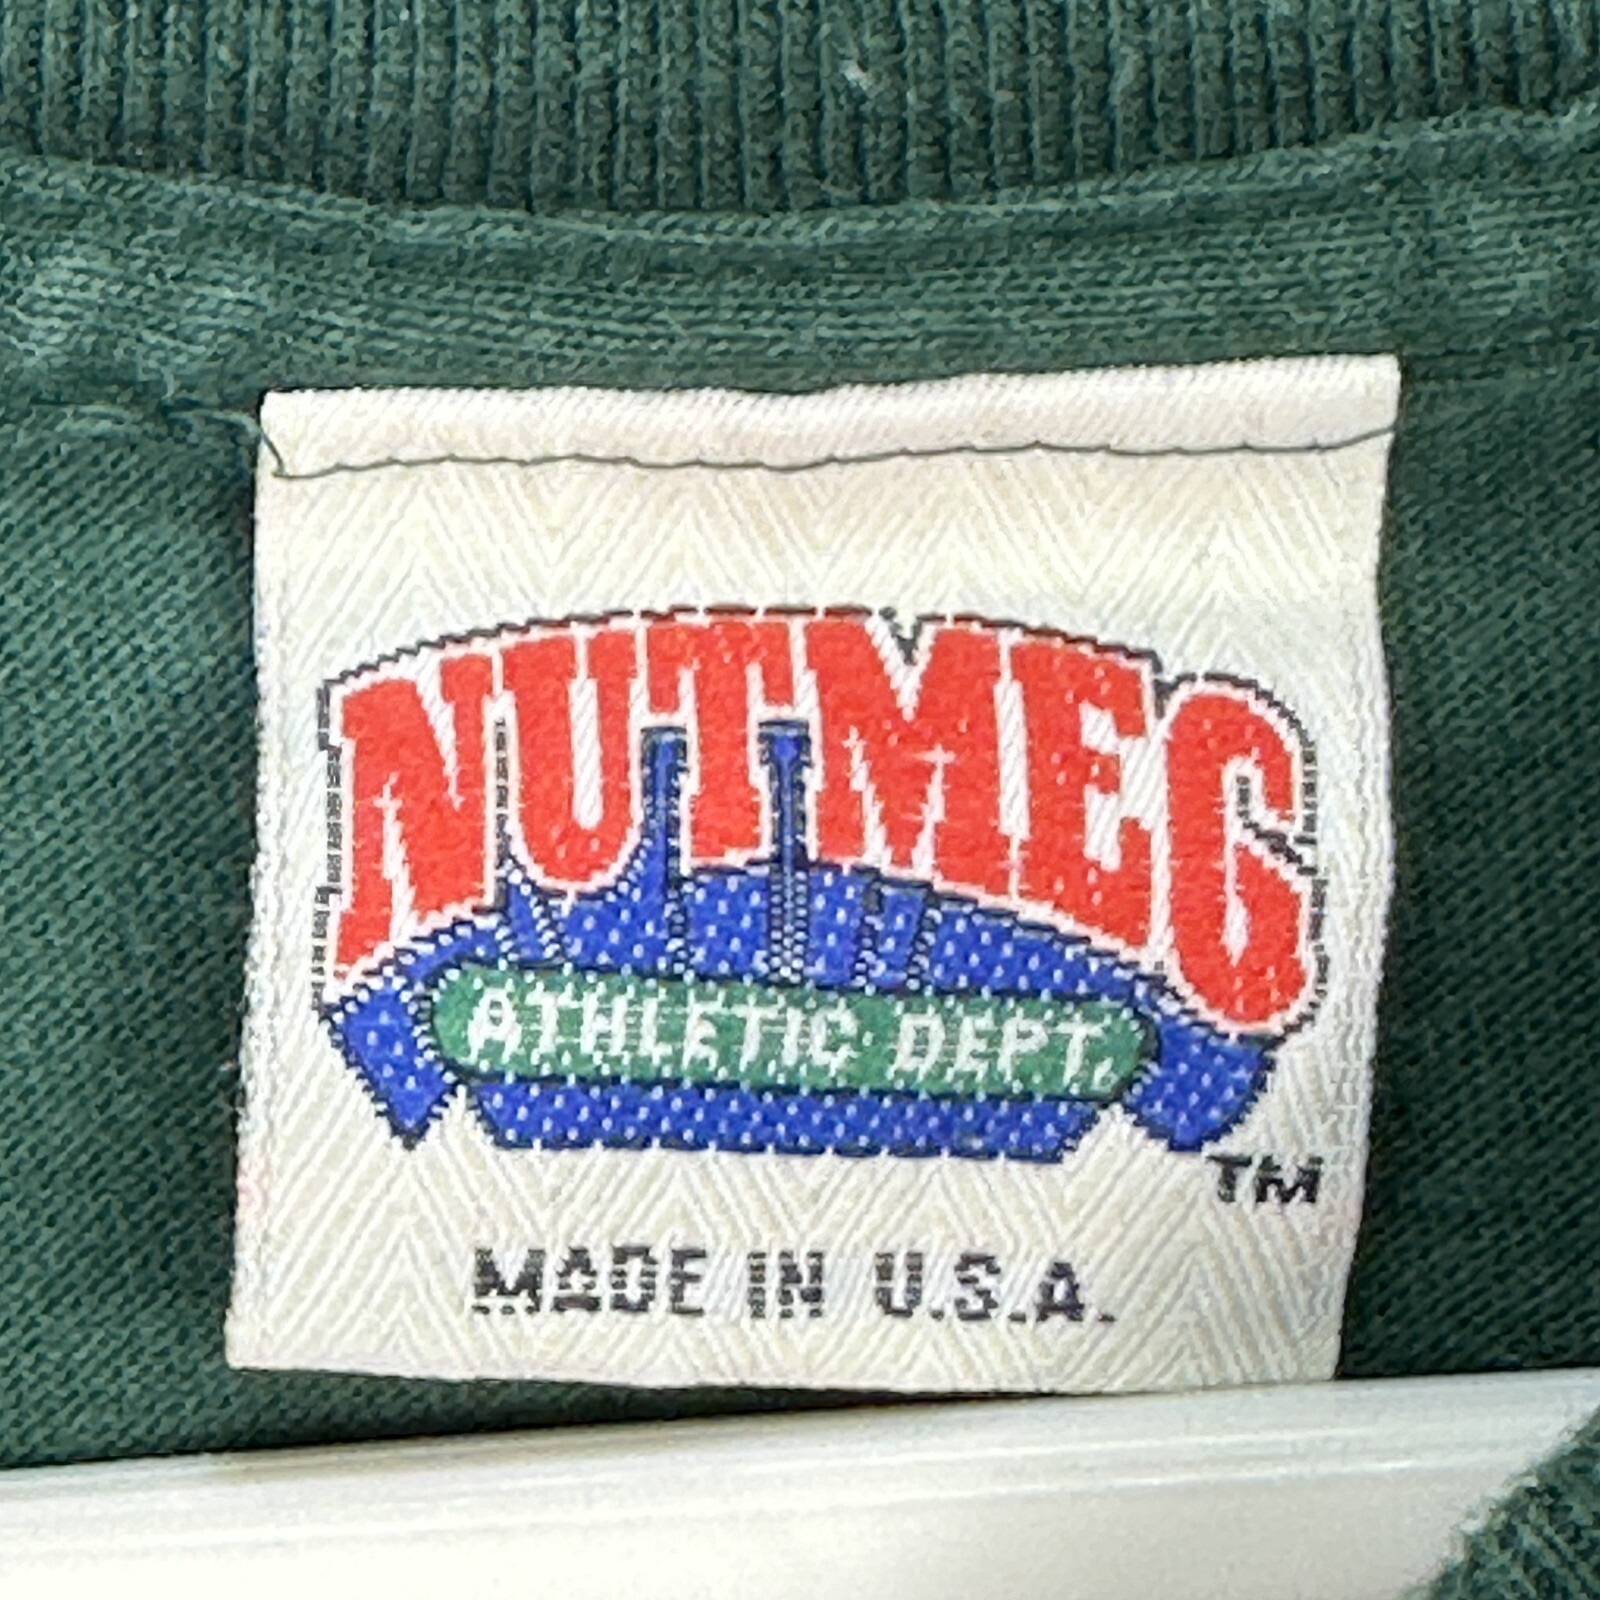 NUTMEG
ATHLETIC DEPT.
TM
MADE IN U.S.A.